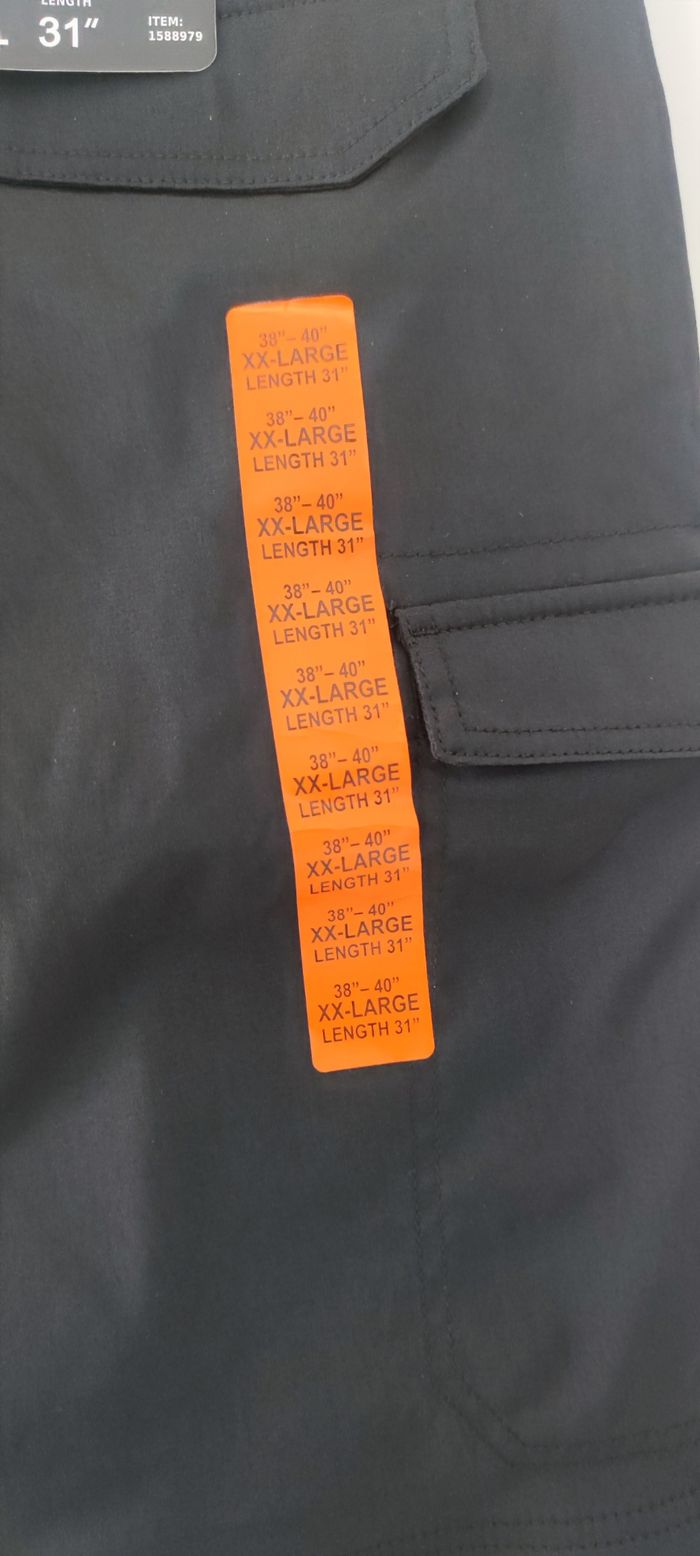 LENGTH
31"
ITEM:
1588979
38"– 40"
XX-LARGE
LENGTH 31"
38"– 40"
XX-LARGE
LENGTH 31"
38"– 40"
XX-LARGE
LENGTH 31"
38"– 40"
XX-LARGE
LENGTH 31"
38"– 40"
XX-LARGE
LENGTH 31"
38"– 40"
XX-LARGE
LENGTH 31"
38"– 40"
XX-LARGE
LENGTH 31"
38"– 40"
XX-LARGE
LENGTH 31"
38"– 40"
XX-LARGE
LENGTH 31"